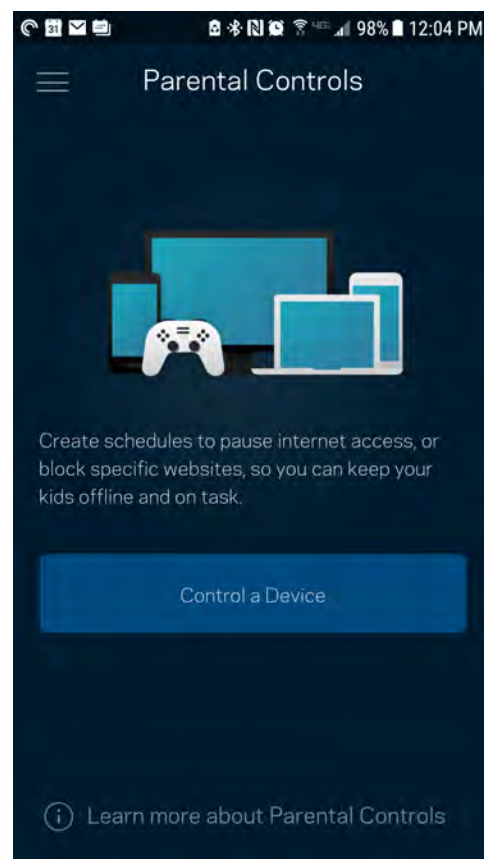 31 98% 12:04 PM
Parental Controls
Create schedules to pause internet access, or
block specific websites, so you can keep your
kids offline and on task.
Control a Device
Learn more about Parental Controls